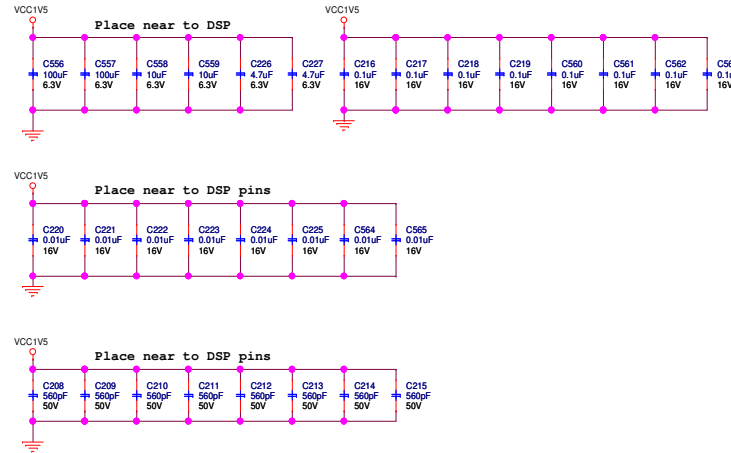 VCC1V5
Place near to DSP
C556 C557 C558 C559 C226 C227
100uF 100uF 10uF 10uF 4.7uF 4.7uF
6.3V 6.3V 6.3V 6.3V 6.3V 6.3V
VCC1V5
C216 C217 C218 C219 C560 C561 C562
0.1uF 0.1uF 0.1uF 0.1uF 0.1uF 0.1uF 0.1uF
16V 16V 16V 16V 16V 16V 16V
VCC1V5
Place near to DSP pins
C220 C221 C222 C223 C224 C225 C564 C565
0.01uF 0.01uF 0.01uF 0.01uF 0.01uF 0.01uF 0.01uF 0.01uF
16V 16V 16V 16V 16V 16V 16V 16V
VCC1V5
Place near to DSP pins
C208 C209 C210 C211 C212 C213 C214 C215
560pF 560pF 560pF 560pF 560pF 560pF 560pF 560pF
50V 50V 50V 50V 50V 50V 50V 50V